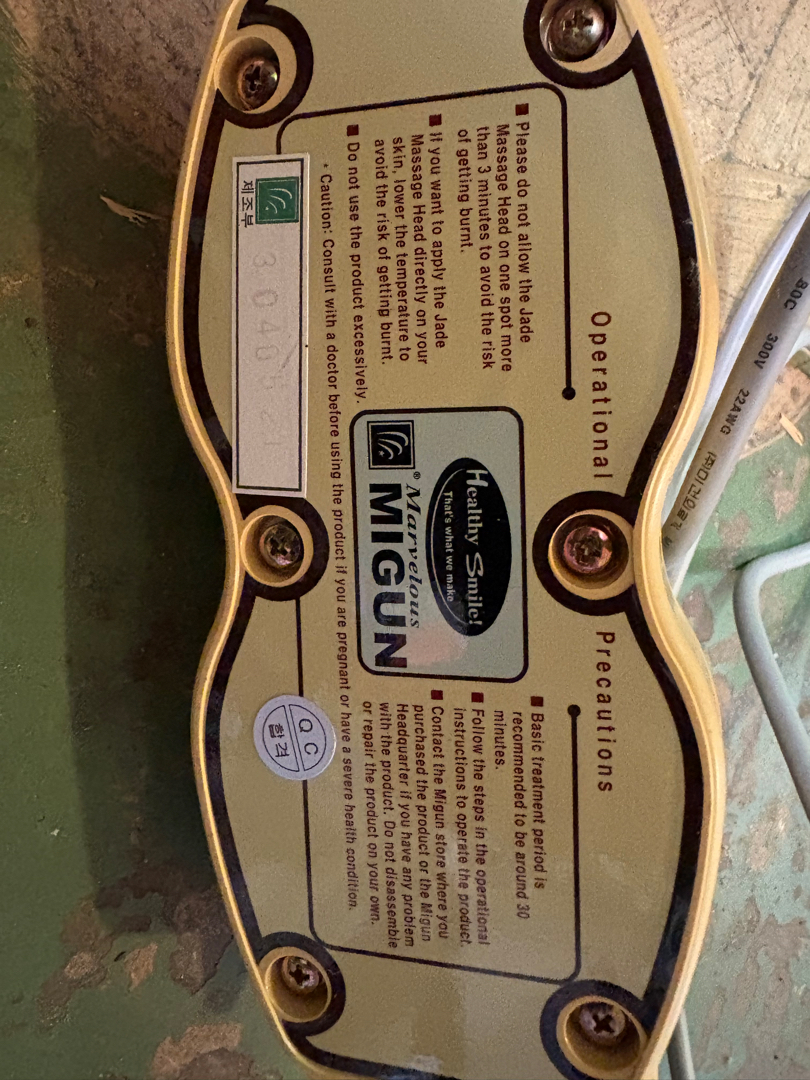 Operational Precautions
■ Please do not allow the Jade
Massage Head on one spot more
than 3 minutes to avoid the risk
of getting burnt.
■ If you want to apply the Jade
Massage Head directly on your
skin, lower the temperature to
avoid the risk of getting burnt.
■ Do not use the product excessively.
Healthy Smile!
That's what we make
® Marvelous
MIGUN
■ Basic treatment period is
recommended to be around 30
minutes.
■ Follow the steps in the operational
instructions to operate the product.
■ Contact the Migun store where you
purchased the product or the Migun
Headquarter if you have any problem
with the product. Do not disassemble
or repair the product on your own.
* Caution: Consult with a doctor before using the product if you are pregnant or have a severe health condition.
제조부
QC
합격
80C 300V 22AWG